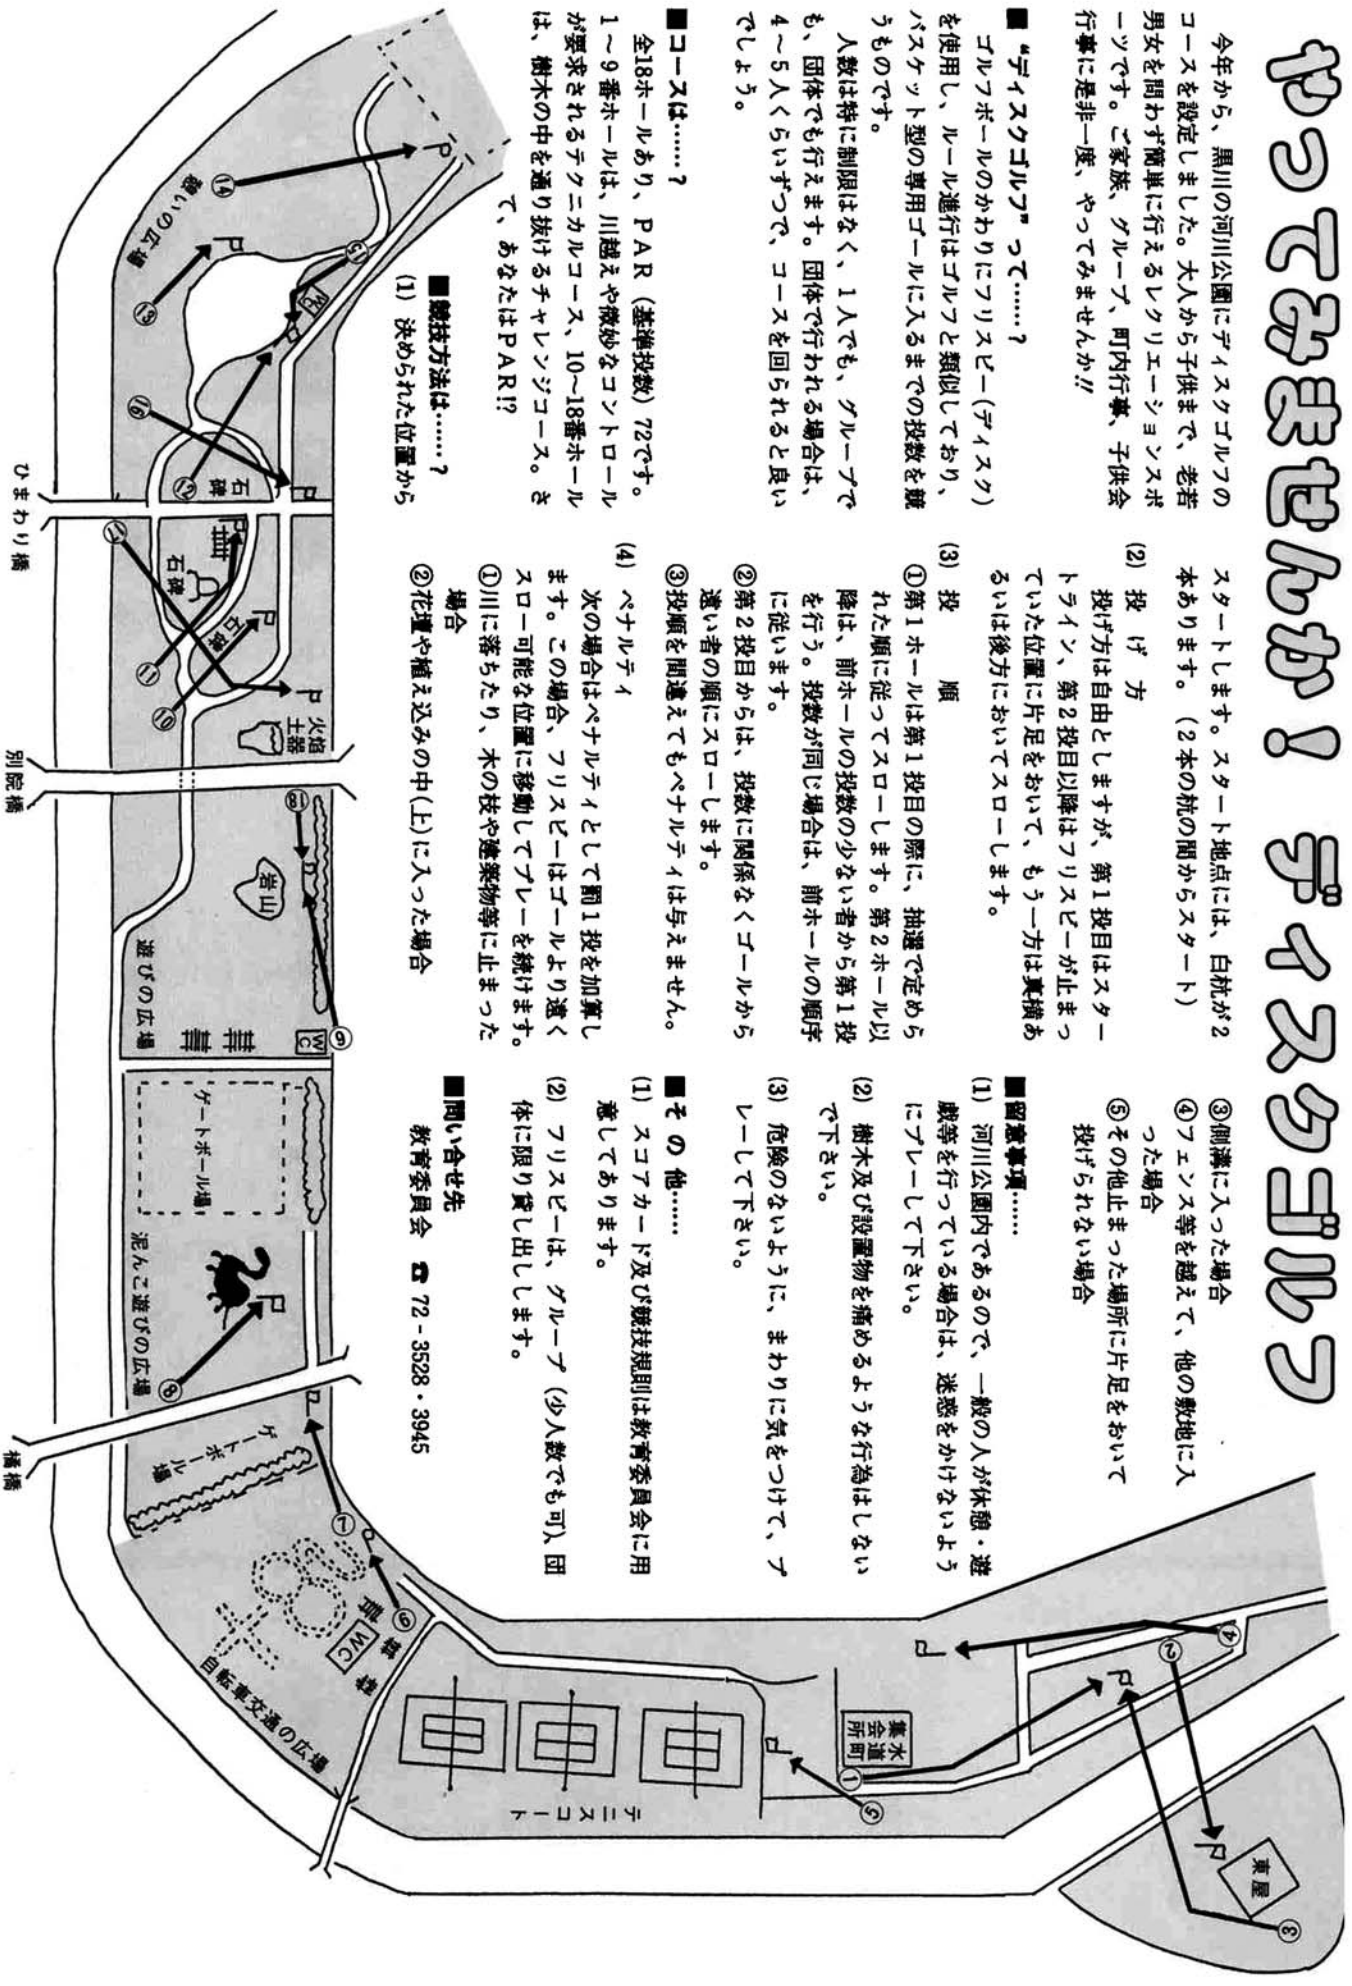 やってみませんか！ ディスクゴルフ
今年から、黒川の河川公園にディスクゴルフの
コースを設定しました。大人から子供まで、老若
男女を問わず簡単に行えるレクリエーションスポ
ーツです。ご家族、グループ、町内行事、子供会
行事に是非一度、やってみませんか!!
■“ディスクゴルフ”って……？
ゴルフボールのかわりにフリスビー(ディスク)
を使用し、ルール進行はゴルフと類似しており、
バスケット型の専用ゴールに入るまでの投数を競
うものです。
人数は特に制限はなく、1人でも、グループで
も、団体でも行えます。団体で行われる場合は、
4～5人くらいずつで、コースを回られると良い
でしょう。
■コースは……？
全18ホールあり、PAR（基準投数）72です。
1～9番ホールは、川越えや微妙なコントロール
が要求されるテクニカルコース、10～18番ホール
は、樹木の中を通り抜けるチャレンジコース。さ
て、あなたはPAR!?
■競技方法は……？
(1) 決められた位置から
スタートします。スタート地点には、白杭が2
本あります。（2本の杭の間からスタート）
(2) 投げ方
投げ方は自由としますが、第1投目はスター
トライン、第2投目以降はフリスビーが止まっ
ていた位置に片足をおいて、もう一方は真横あ
るいは後方においてスローします。
(3) 投順
①第1ホールは第1投目の際に、抽選で定めら
れた順に従ってスローします。第2ホール以
降は、前ホールの投数の少ない者から第1投
を行う。投数が同じ場合は、前ホールの順序
に従います。
②第2投目からは、投数に関係なくゴールから
遠い者の順にスローします。
③投順を間違えてもペナルティは与えません。
(4) ペナルティ
次の場合はペナルティとして罰1投を加算し
ます。この場合、フリスビーはゴールより遠く
スロー可能な位置に移動してプレーを続けます。
①川に落ちたり、木の枝や建築物等に止まった
場合
②花壇や植え込みの中(上)に入った場合
③側溝に入った場合
④フェンス等を越えて、他の敷地に入
った場合
⑤その他止まった場所に片足をおいて
投げられない場合
■留意事項……
(1) 河川公園内であるので、一般の人が休憩・遊
戯等を行っている場合は、迷惑をかけないよう
にプレーして下さい。
(2) 樹木及び設置物を痛めるような行為はしない
で下さい。
(3) 危険のないように、まわりに気をつけて、プ
レーして下さい。
■その他……
(1) スコアカード及び競技規則は教育委員会に用
意してあります。
(2) フリスビーは、グループ（少人数でも可）、団
体に限り貸し出しします。
■問い合せ先
教育委員会 ☎72-3528・3945
⑭
憩いの広場
⑬
⑮
WC
⑯
⑫
石碑
ひまわり橋
⑰
石碑
石碑
⑪
⑩
火焰
土器
別院橋
⑱
岩山
遊びの広場
WC
⑨
ゲートボール場
泥んこ遊びの広場
⑧
橘橋
ゲートボール場
⑦
⑥
WC
自転車交通の広場
テニスコート
水道町
集会所
①
⑤
④
②
東屋
③